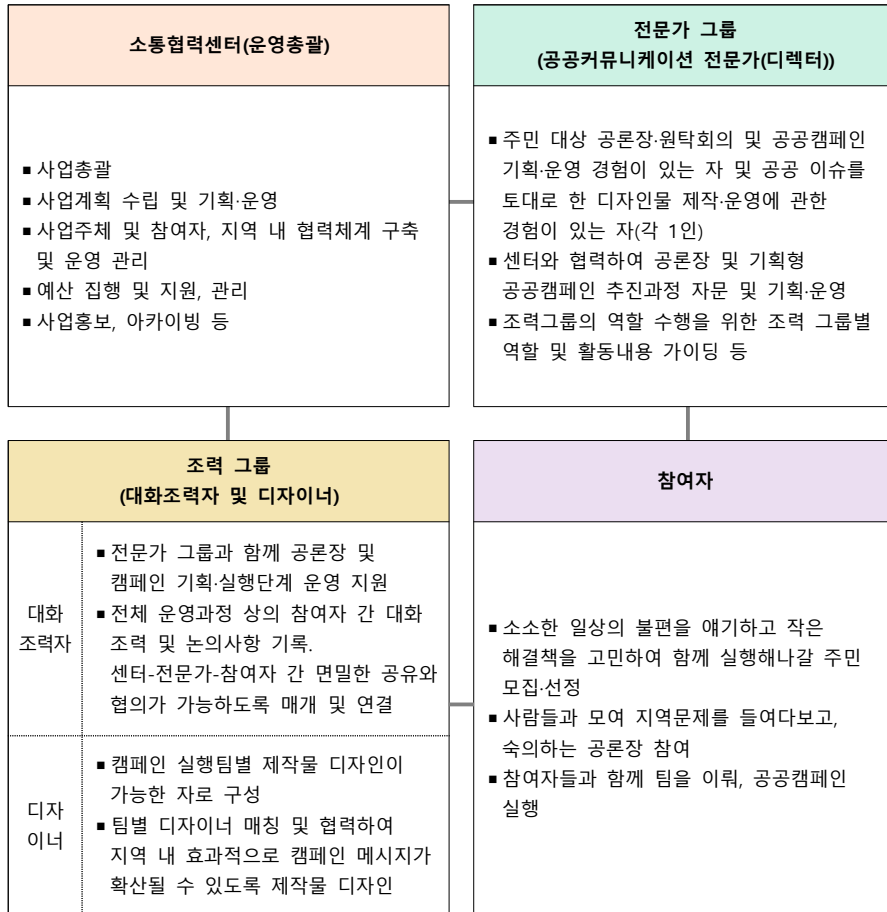 소통협력센터(운영총괄)
▪ 사업총괄
▪ 사업계획 수립 및 기획·운영
▪ 사업주체 및 참여자, 지역 내 협력체계 구축
및 운영 관리
▪ 예산 집행 및 지원, 관리
▪ 사업홍보, 아카이빙 등
전문가 그룹
(공공커뮤니케이션 전문가(디렉터))
▪ 주민 대상 공론장·원탁회의 및 공공캠페인
기획·운영 경험이 있는 자 및 공공 이슈를
토대로 한 디자인물 제작·운영에 관한
경험이 있는 자(각 1인)
▪ 센터와 협력하여 공론장 및 기획형
공공캠페인 추진과정 자문 및 기획·운영
▪ 조력그룹의 역할 수행을 위한 조력 그룹별
역할 및 활동내용 가이딩 등
조력 그룹
(대화조력자 및 디자이너)
대화
조력자
▪ 전문가 그룹과 함께 공론장 및
캠페인 기획·실행단계 운영 지원
▪ 전체 운영과정 상의 참여자 간 대화
조력 및 논의사항 기록.
센터-전문가-참여자 간 면밀한 공유와
협의가 가능하도록 매개 및 연결
디자
이너
▪ 캠페인 실행팀별 제작물 디자인이
가능한 자로 구성
▪ 팀별 디자이너 매칭 및 협력하여
지역 내 효과적으로 캠페인 메시지가
확산될 수 있도록 제작물 디자인
참여자
▪ 소소한 일상의 불편을 얘기하고 작은
해결책을 고민하여 함께 실행해나갈 주민
모집·선정
▪ 사람들과 모여 지역문제를 들여다보고,
숙의하는 공론장 참여
▪ 참여자들과 함께 팀을 이뤄, 공공캠페인
실행